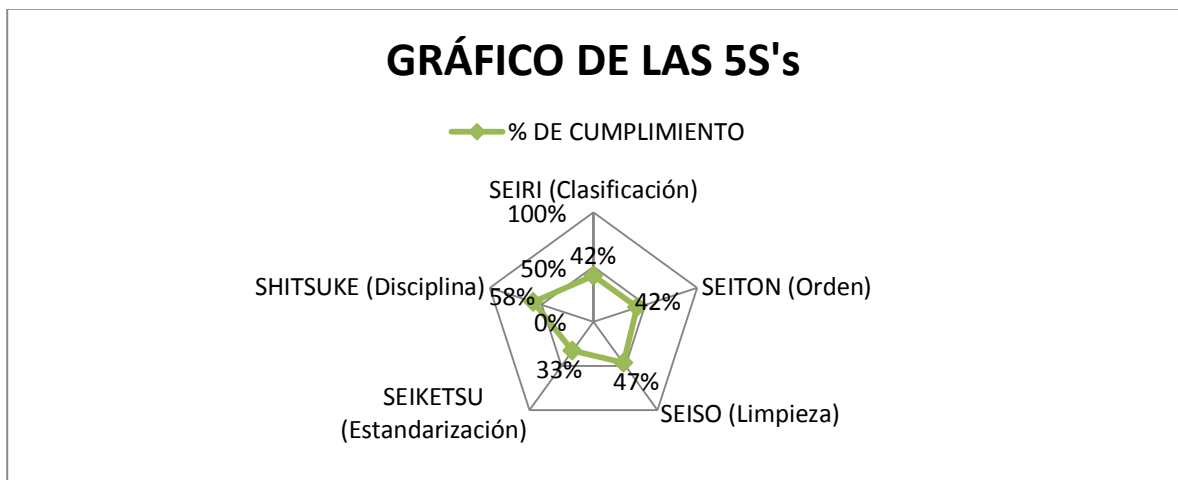 GRÁFICO DE LAS 5S's
% DE CUMPLIMIENTO
SEIRI (Clasificación)
100%
42%
50%
SHITSUKE (Disciplina)
58%
42%
SEITON (Orden)
0%
33%
47%
SEIKETSU
(Estandarización)
SEISO (Limpieza)